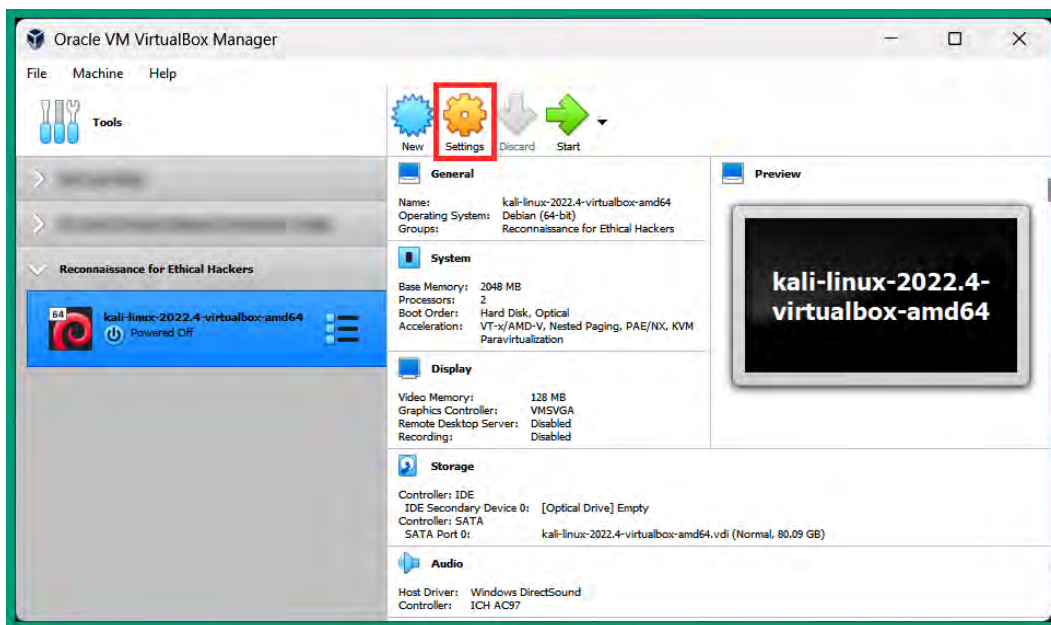 Oracle VM VirtualBox Manager
File Machine Help
Tools
New Settings Discard Start
Reconnaissance for Ethical Hackers
64
kali-linux-2022.4-virtualbox-amd64
Powered Off
General
Name: kali-linux-2022.4-virtualbox-amd64
Operating System: Debian (64-bit)
Groups: Reconnaissance for Ethical Hackers
System
Base Memory: 2048 MB
Processors: 2
Boot Order: Hard Disk, Optical
Acceleration: VT-x/AMD-V, Nested Paging, PAE/NX, KVM
Paravirtualization
Display
Video Memory: 128 MB
Graphics Controller: VMSVGA
Remote Desktop Server: Disabled
Recording: Disabled
Storage
Controller: IDE
IDE Secondary Device 0: [Optical Drive] Empty
Controller: SATA
SATA Port 0: kali-linux-2022.4-virtualbox-amd64.vdi (Normal, 80.09 GB)
Audio
Host Driver: Windows DirectSound
Controller: ICH AC97
Preview
kali-linux-2022.4-
virtualbox-amd64